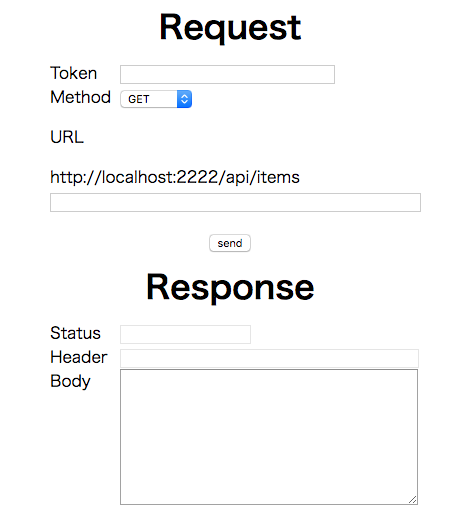 Request
Token
Method GET
URL
http://localhost:2222/api/items
send
Response
Status
Header
Body